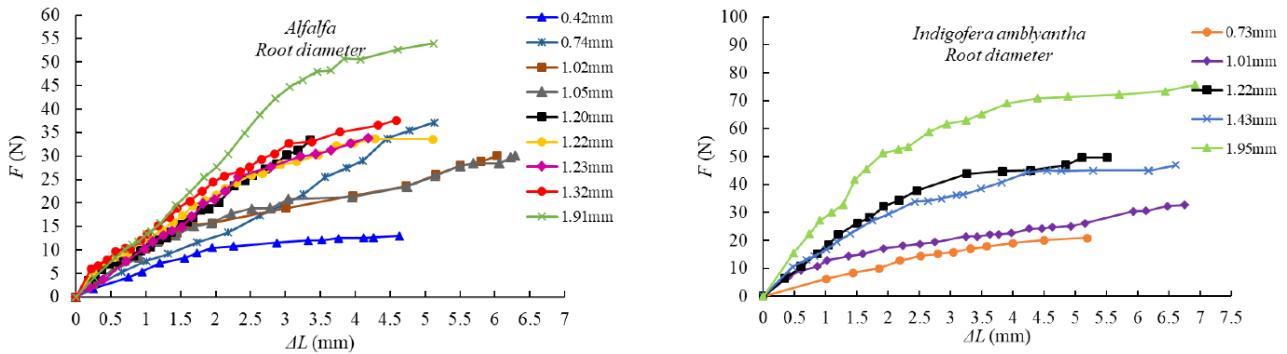 Alfalfa
Root diameter
F (N)
60
55
50
45
40
35
30
25
20
15
10
5
0
0 0.5 1 1.5 2 2.5 3 3.5 4 4.5 5 5.5 6 6.5 7
ΔL (mm)
0.42mm
0.74mm
1.02mm
1.05mm
1.20mm
1.22mm
1.23mm
1.32mm
1.91mm
Indigofera amblyantha
Root diameter
F (N)
100
90
80
70
60
50
40
30
20
10
0
0 0.5 1 1.5 2 2.5 3 3.5 4 4.5 5 5.5 6 6.5 7 7.5
ΔL (mm)
0.73mm
1.01mm
1.22mm
1.43mm
1.95mm